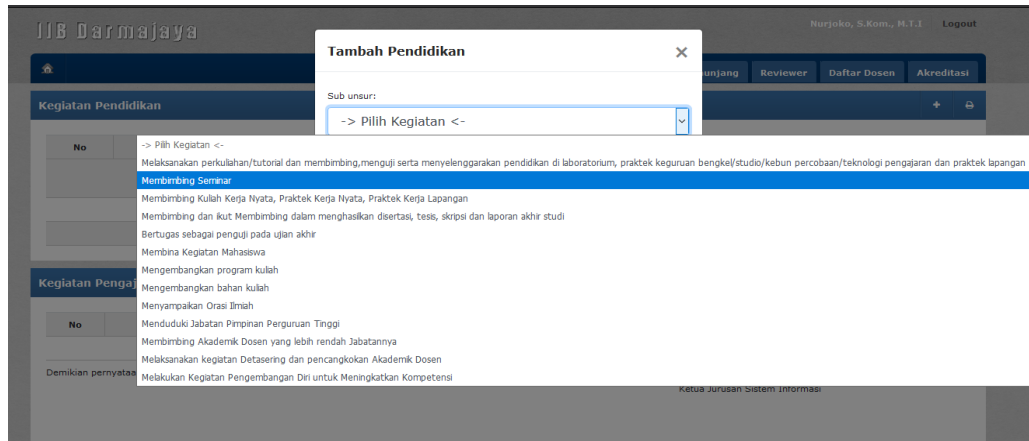 IIB Darmajaya
Nurjoko, S.Kom., M.T.I Logout
Tambah Pendidikan ×
unjang Reviewer Daftar Dosen Akreditasi
Kegiatan Pendidikan
Sub unsur:
-> Pilih Kegiatan <-
No
-> Pilih Kegiatan <-
Melaksanakan perkuliahan/tutorial dan membimbing,menguji serta menyelenggarakan pendidikan di laboratorium, praktek keguruan bengkel/studio/kebun percobaan/teknologi pengajaran dan praktek lapangan
Membimbing Seminar
Membimbing Kuliah Kerja Nyata, Praktek Kerja Nyata, Praktek Kerja Lapangan
Membimbing dan ikut Membimbing dalam menghasilkan disertasi, tesis, skripsi dan laporan akhir studi
Bertugas sebagai penguji pada ujian akhir
Membina Kegiatan Mahasiswa
Mengembangkan program kuliah
Mengembangkan bahan kuliah
Menyampaikan Orasi Ilmiah
Menduduki Jabatan Pimpinan Perguruan Tinggi
Membimbing Akademik Dosen yang lebih rendah Jabatannya
Melaksanakan kegiatan Detasering dan pencangkokan Akademik Dosen
Melakukan Kegiatan Pengembangan Diri untuk Meningkatkan Kompetensi
Kegiatan Pengaj
No
Demikian pernyataa
Ketua Jurusan Sistem Informasi